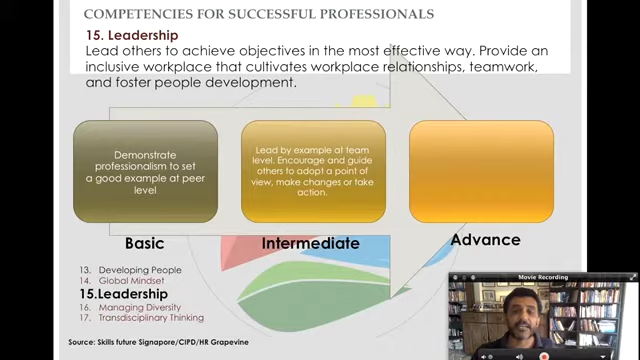 COMPETENCIES FOR SUCCESSFUL PROFESSIONALS
15. Leadership
Lead others to achieve objectives in the most effective way. Provide an
inclusive workplace that cultivates workplace relationships, teamwork,
and foster people development.
Demonstrate
professionalism to set
a good example at peer
level
Lead by example at team
level. Encourage and guide
others to adopt a point of
view, make changes or take
action.
Basic
Intermediate
Advance
13. Developing People
14. Global Mindset
15.Leadership
16. Managing Diversity
17. Transdisciplinary Thinking
Source: Skills future Signapore/CIPD/HR Grapevine
Movie Recording